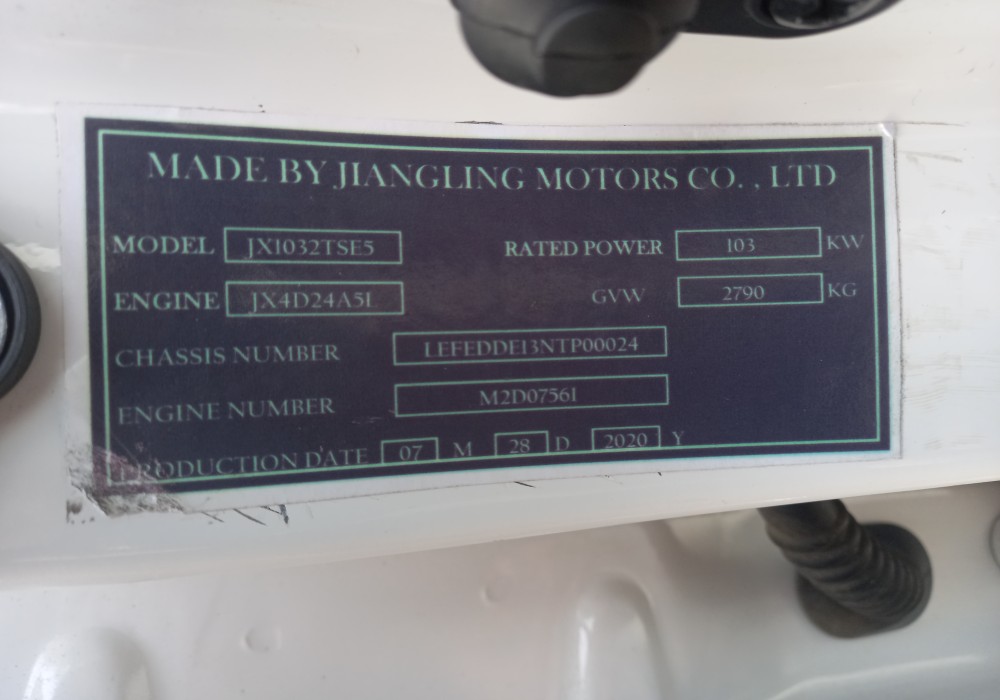 MADE BY JIANGLING MOTORS CO. , LTD
MODEL JX1032TSE5 RATED POWER 103 KW
ENGINE JX4D24A5L GVW 2790 KG
CHASSIS NUMBER LEFEDDE13NTP00024
ENGINE NUMBER M2D07561
PRODUCTION DATE 07 M 28 D 2020 Y